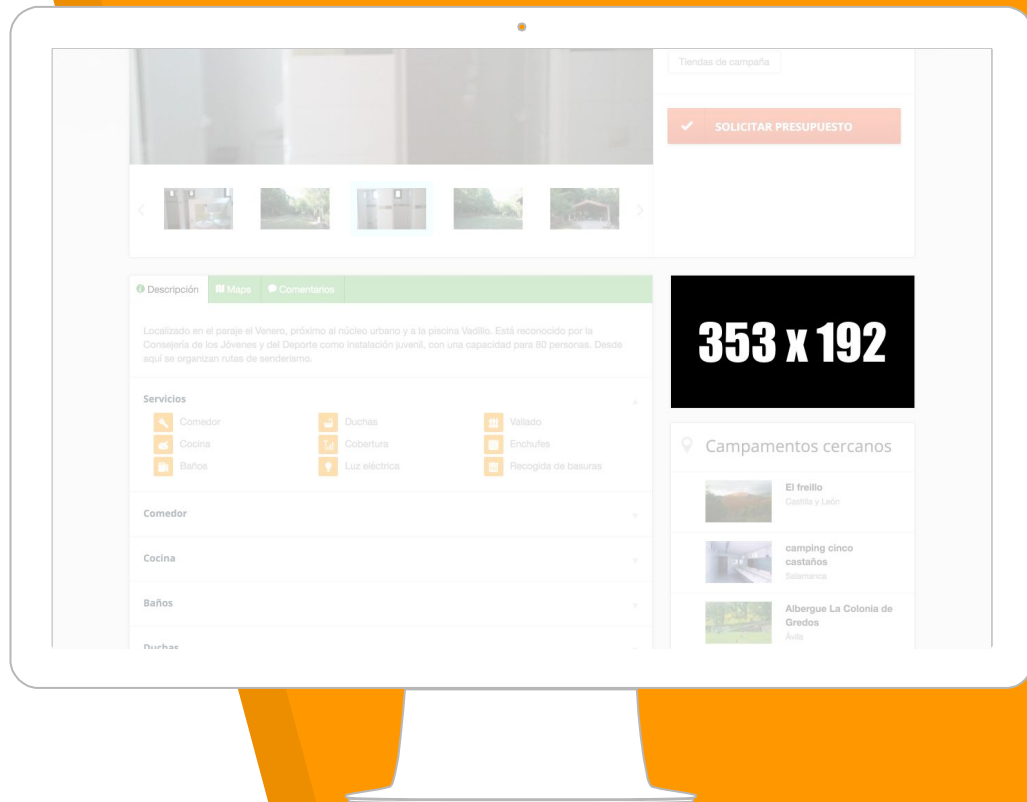 Tiendas de campaña
SOLICITAR PRESUPUESTO
Descripción Maps Comentarios
Localizado en el paraje el Venero, próximo al núcleo urbano y a la piscina Vadillo. Está reconocido por la
Consejería de los Jóvenes y del Deporte como instalación juvenil, con una capacidad para 80 personas. Desde
aquí se organizan rutas de senderismo.
Servicios
Comedor Duchas Vallado
Cocina Cobertura Enchufes
Baños Luz eléctrica Recogida de basuras
Comedor
Cocina
Baños
Duchas
353 x 192
Campamentos cercanos
El freillo
Castilla y León
camping cinco
castaños
Salamanca
Albergue La Colonia de
Gredos
Ávila